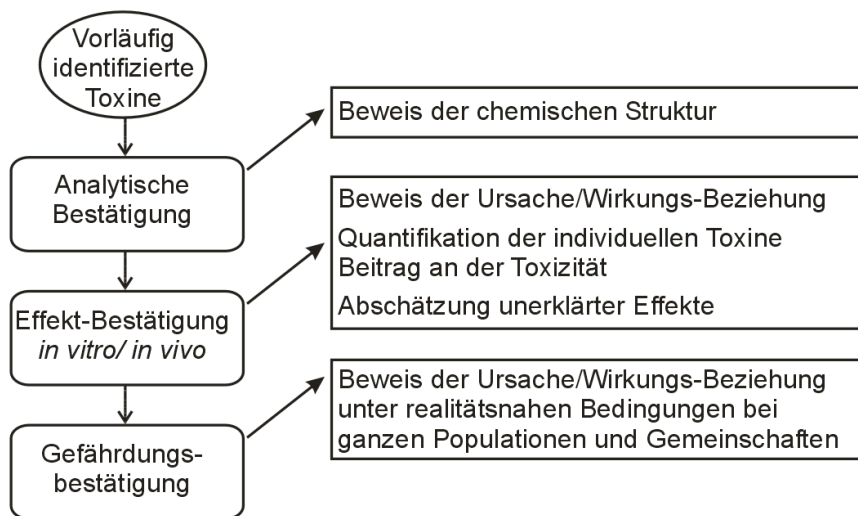 Vorläufig
identifizierte
Toxine
Beweis der chemischen Struktur
Analytische
Bestätigung
Beweis der Ursache/Wirkungs-Beziehung
Quantifikation der individuellen Toxine
Beitrag an der Toxizität
Abschätzung unerklärter Effekte
Effekt-Bestätigung
in vitro/ in vivo
Beweis der Ursache/Wirkungs-Beziehung
unter realitätsnahen Bedingungen bei
ganzen Populationen und Gemeinschaften
Gefährdungs-
bestätigung